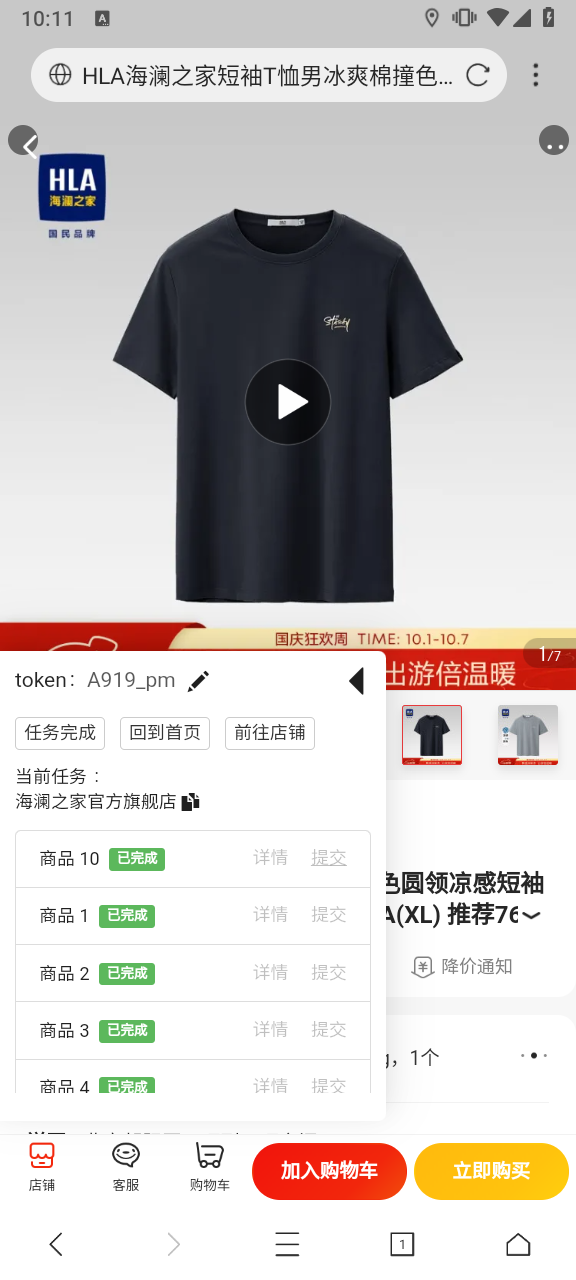 10:11
A
HLA海澜之家短袖T恤男冰爽棉撞色...
HLA
海澜之家
国民品牌
Steady
国庆狂欢周 TIME: 10.1-10.7
出游倍温暖
1/7
token: A919_pm
任务完成 回到首页 前往店铺
当前任务：
海澜之家官方旗舰店
商品 10 已完成 详情 提交
商品 1 已完成 详情 提交
商品 2 已完成 详情 提交
商品 3 已完成 详情 提交
商品 4 已完成 详情 提交
色圆领凉感短袖
A(XL) 推荐76
降价通知
g，1个
店铺 客服 购物车 加入购物车 立即购买
1